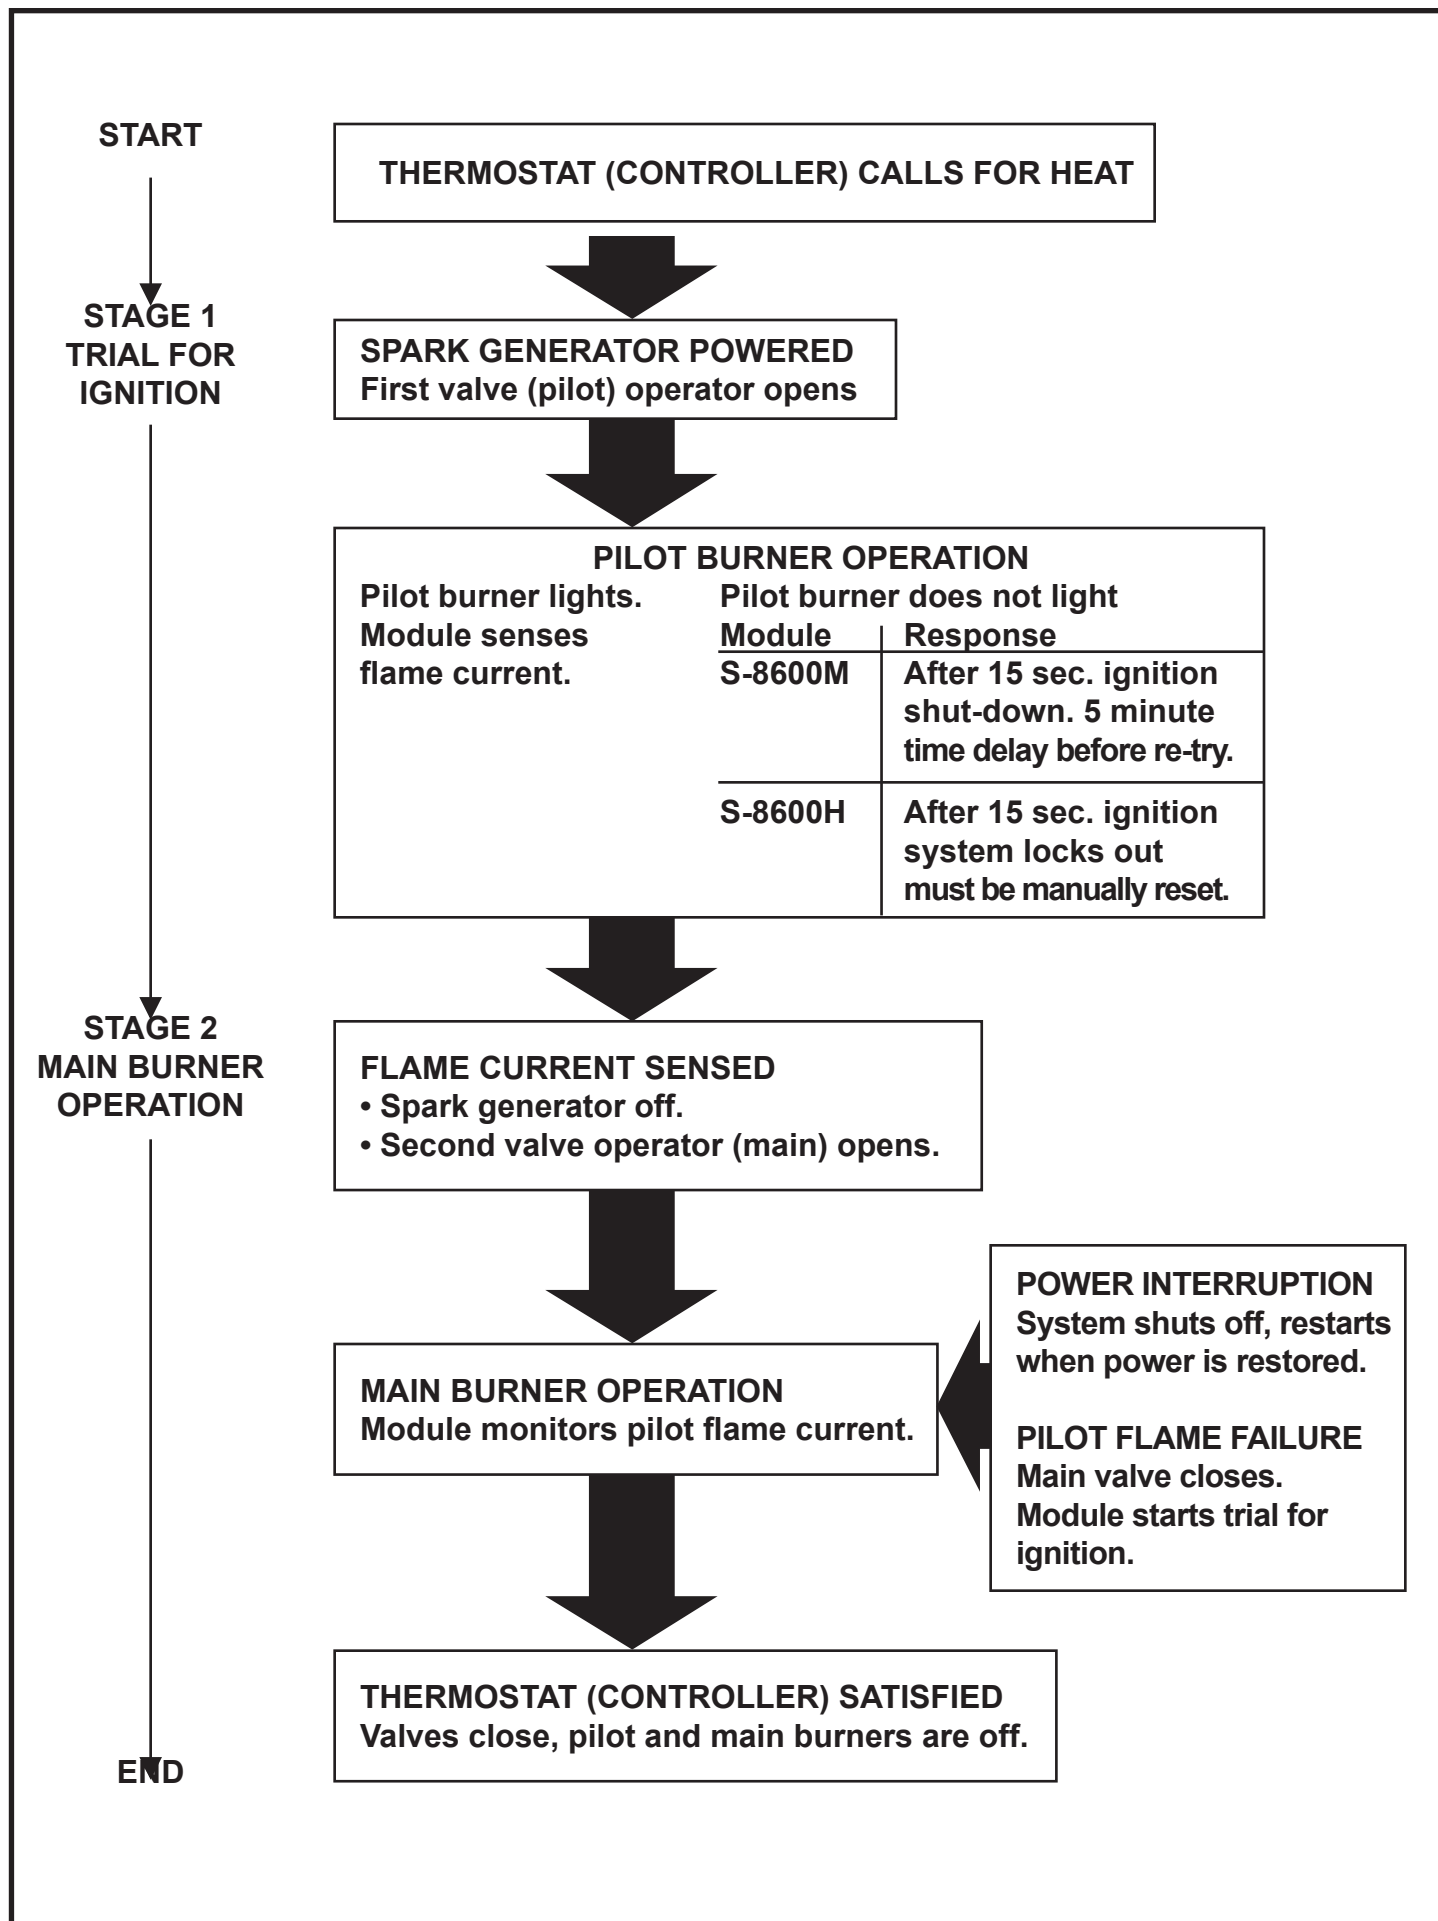 START
THERMOSTAT (CONTROLLER) CALLS FOR HEAT
STAGE 1
TRIAL FOR
IGNITION
SPARK GENERATOR POWERED
First valve (pilot) operator opens
PILOT BURNER OPERATION
Pilot burner lights.
Module senses
flame current.
Pilot burner does not light
Module Response
S-8600M After 15 sec. ignition
shut-down. 5 minute
time delay before re-try.
S-8600H After 15 sec. ignition
system locks out
must be manually reset.
STAGE 2
MAIN BURNER
OPERATION
FLAME CURRENT SENSED
• Spark generator off.
• Second valve operator (main) opens.
MAIN BURNER OPERATION
Module monitors pilot flame current.
POWER INTERRUPTION
System shuts off, restarts
when power is restored.
PILOT FLAME FAILURE
Main valve closes.
Module starts trial for
ignition.
THERMOSTAT (CONTROLLER) SATISFIED
Valves close, pilot and main burners are off.
END